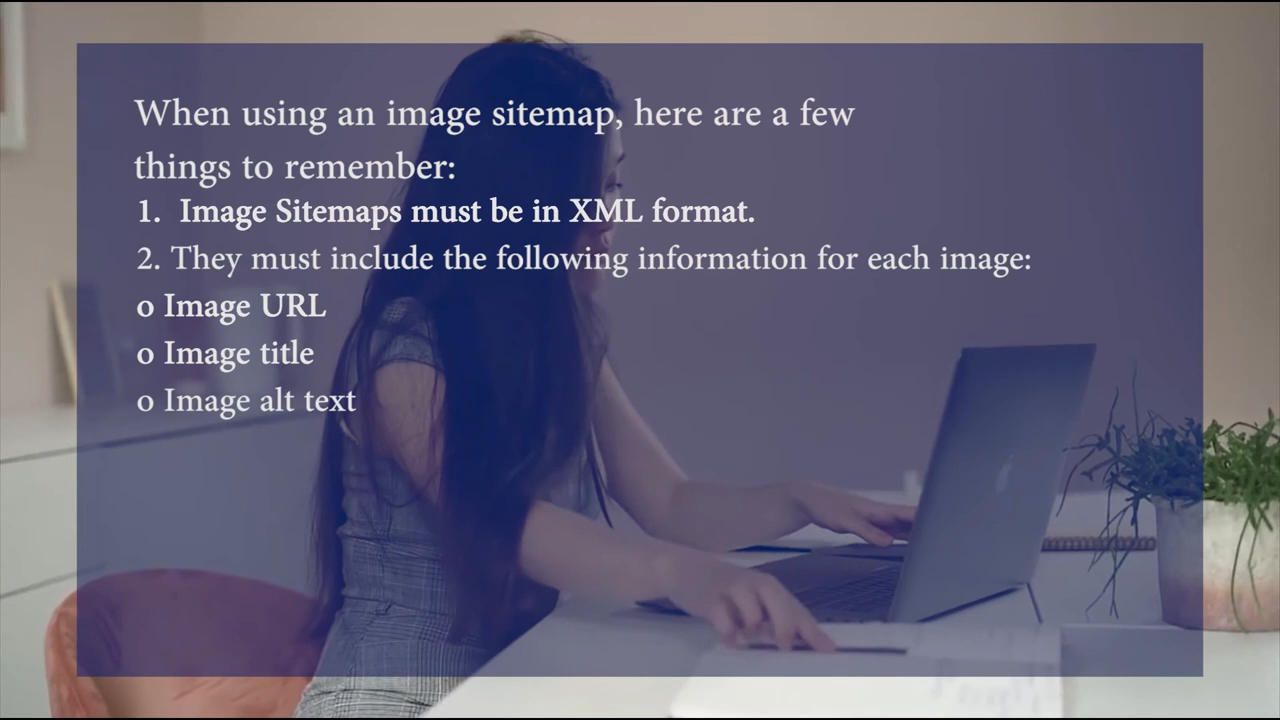 When using an image sitemap, here are a few
things to remember:
1. Image Sitemaps must be in XML format.
2. They must include the following information for each image:
o Image URL
o Image title
o Image alt text